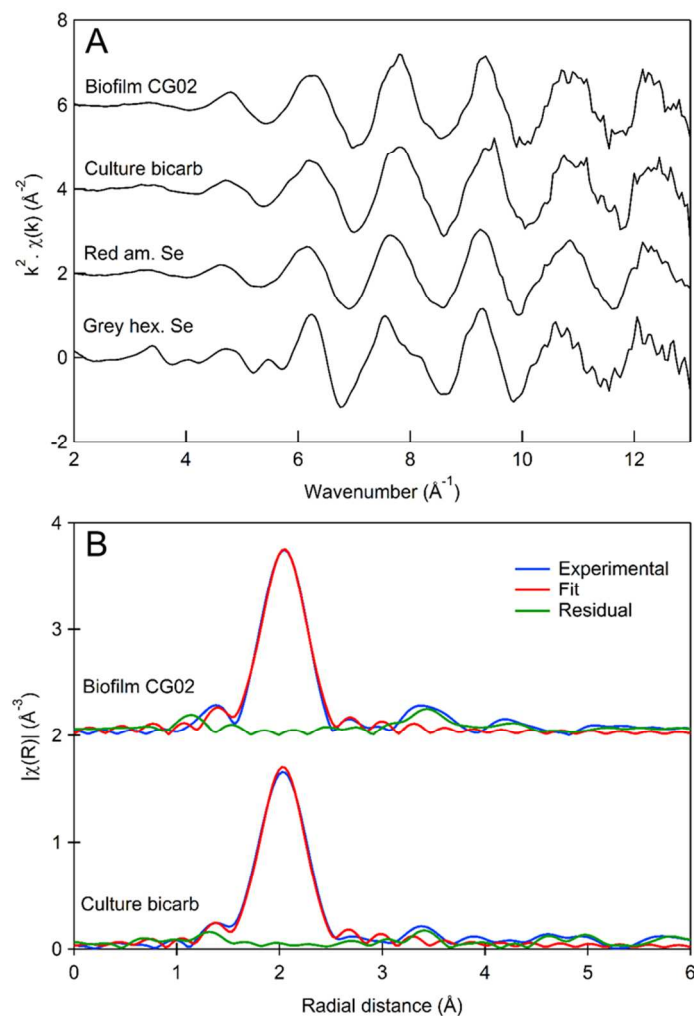 A
8
6
4
2
0
-2
k². χ(k) (Å⁻²)
Biofilm CG02
Culture bicarb
Red am. Se
Grey hex. Se
2 4 6 8 10 12
Wavenumber (Å⁻¹)
B
4
3
2
1
0
|χ(R)| (Å⁻³)
Experimental
Fit
Residual
Biofilm CG02
Culture bicarb
0 1 2 3 4 5 6
Radial distance (Å)